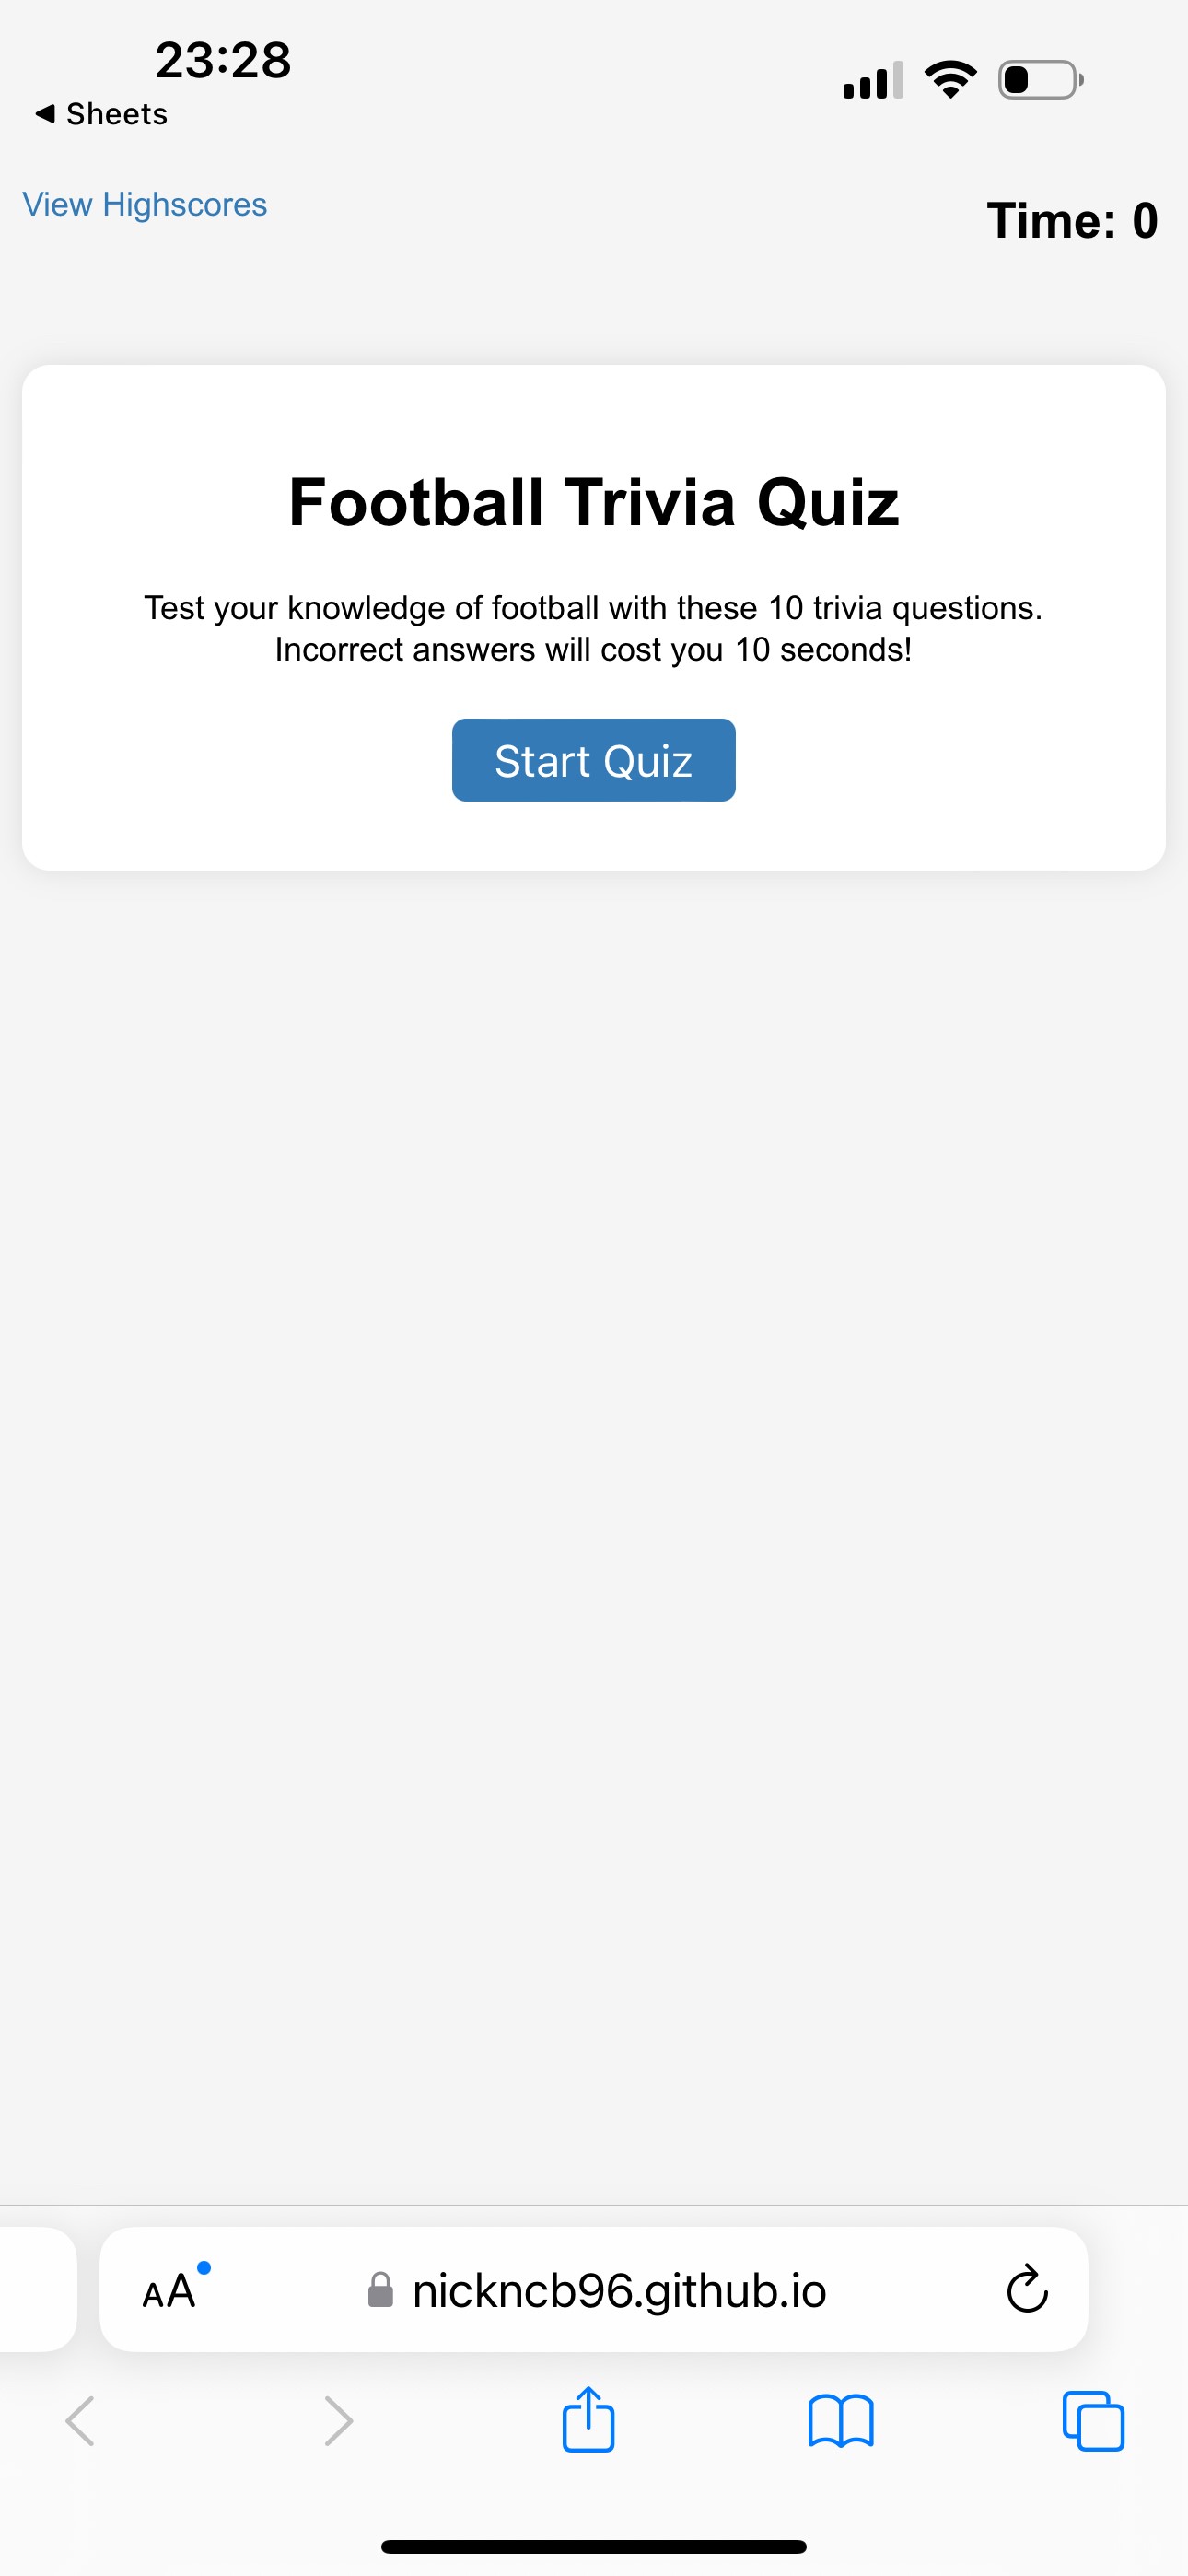 23:28
◀ Sheets
View Highscores
Time: 0
Football Trivia Quiz
Test your knowledge of football with these 10 trivia questions.
Incorrect answers will cost you 10 seconds!
Start Quiz
AA
nickncb96.github.io